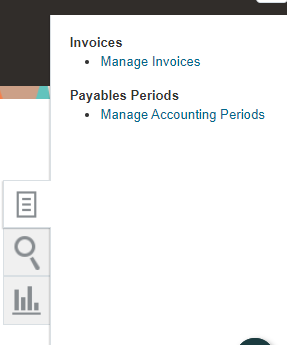 Invoices
Manage Invoices
Payables Periods
Manage Accounting Periods